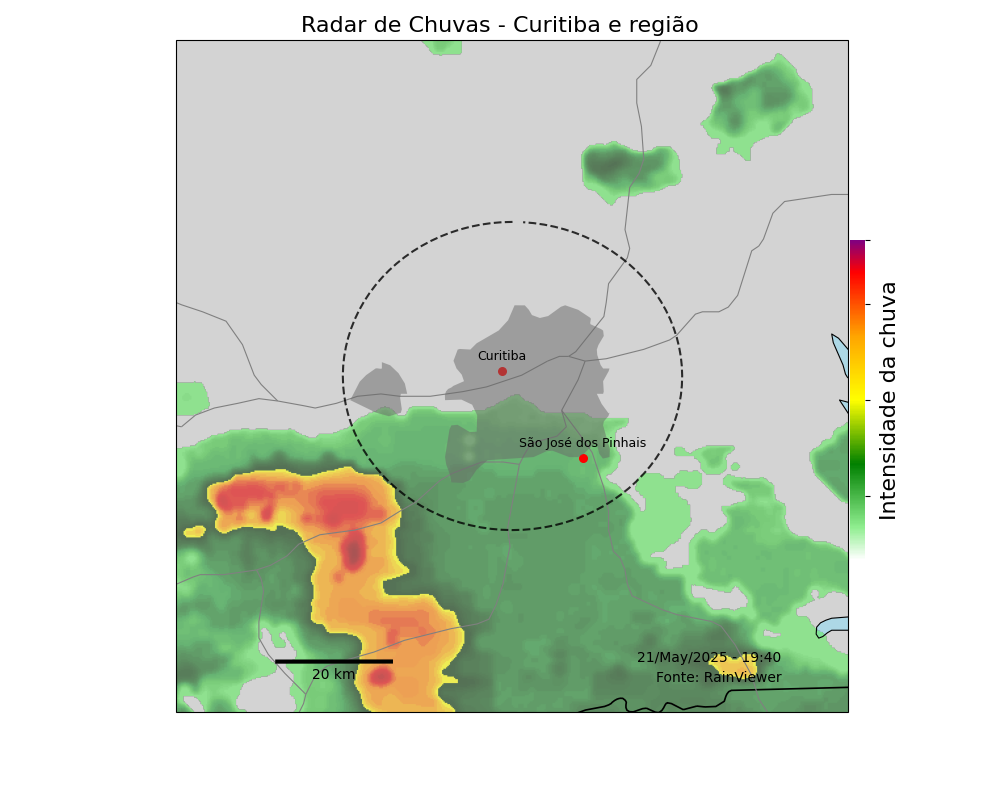 Radar de Chuvas - Curitiba e região
Curitiba
São José dos Pinhais
Intensidade da chuva
21/May/2025 - 19:40
20 km
Fonte: RainViewer